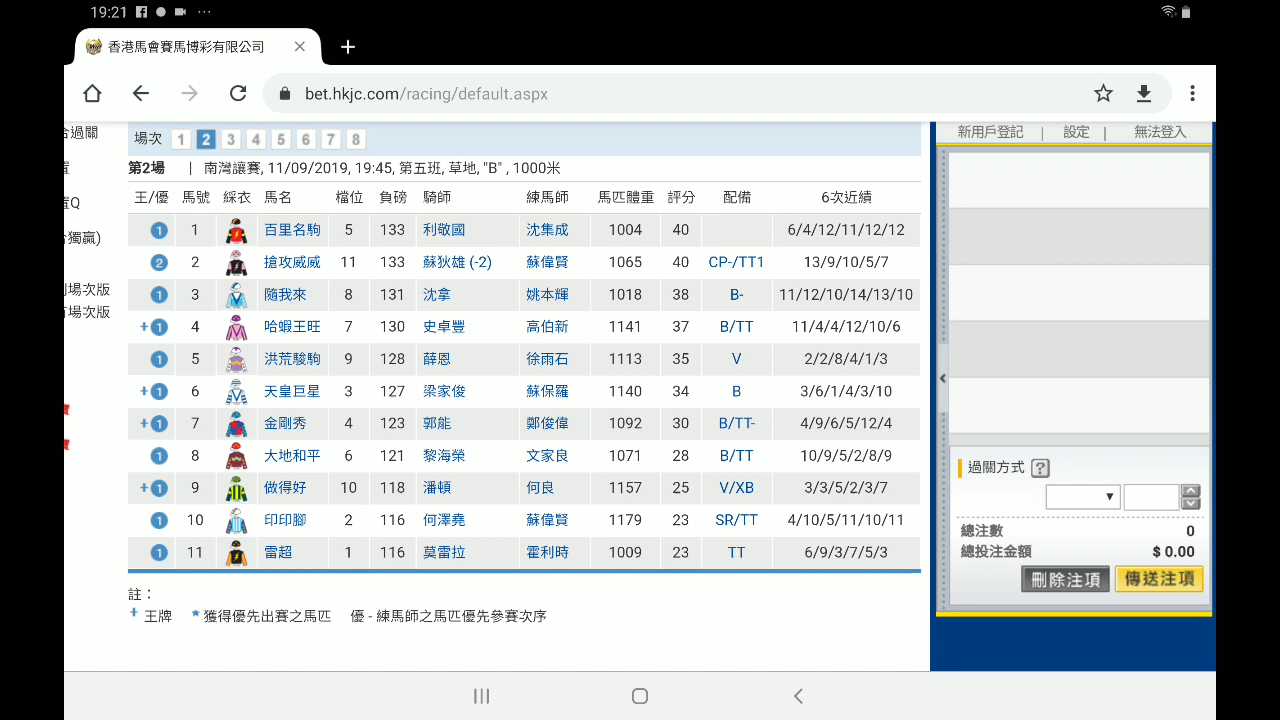 19:21
香港馬會賽馬博彩有限公司
bet.hkjc.com/racing/default.aspx
合過關
置
置Q
合獨贏)
場次版
場次版
場次 1 2 3 4 5 6 7 8
第2場 | 南灣讓賽, 11/09/2019, 19:45, 第五班, 草地, "B" , 1000米
王/優 馬號 綵衣 馬名 檔位 負磅 騎師 練馬師 馬匹體重 評分 配備 6次近績
1 1 百里名駒 5 133 利敬國 沈集成 1004 40 6/4/12/11/12/12
2 2 搶攻威威 11 133 蘇狄雄 (-2) 蘇偉賢 1065 40 CP-/TT1 13/9/10/5/7
1 3 隨我來 8 131 沈拿 姚本輝 1018 38 B- 11/12/10/14/13/10
+1 4 哈蝦王旺 7 130 史卓豐 高伯新 1141 37 B/TT 11/4/4/12/10/6
1 5 洪荒駿駒 9 128 薛恩 徐雨石 1113 35 V 2/2/8/4/1/3
+1 6 天皇巨星 3 127 梁家俊 蘇保羅 1140 34 B 3/6/1/4/3/10
+1 7 金剛秀 4 123 郭能 鄭俊偉 1092 30 B/TT- 4/9/6/5/12/4
1 8 大地和平 6 121 黎海榮 文家良 1071 28 B/TT 10/9/5/2/8/9
+1 9 做得好 10 118 潘頓 何良 1157 25 V/XB 3/3/5/2/3/7
1 10 印印腳 2 116 何澤堯 蘇偉賢 1179 23 SR/TT 4/10/5/11/10/11
1 11 雷超 1 116 莫雷拉 霍利時 1009 23 TT 6/9/3/7/5/3
註：
+ 王牌 * 獲得優先出賽之馬匹 優 - 練馬師之馬匹優先參賽次序
新用戶登記 | 設定 | 無法登入
過關方式 ?
總注數 0
總投注金額 $ 0.00
刪除注項 傳送注項